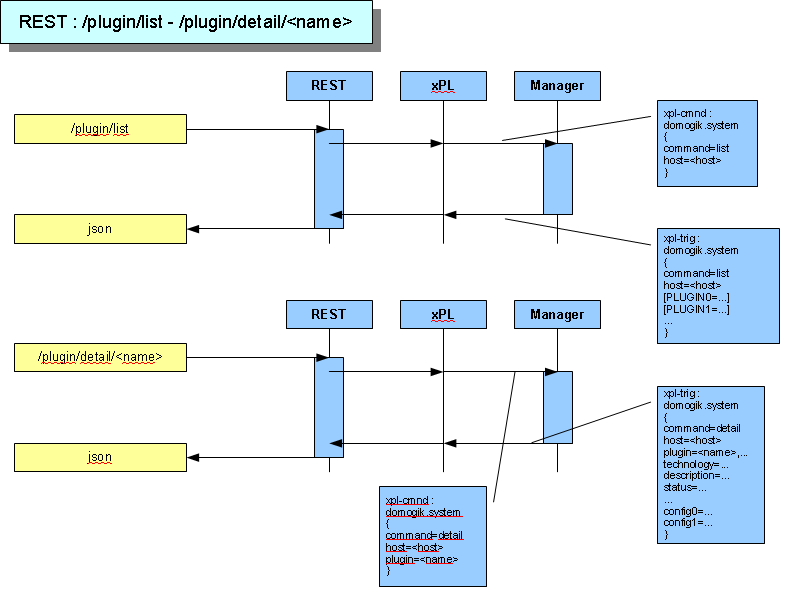 REST : /plugin/list - /plugin/detail/<name>
REST
xPL
Manager
/plugin/list
json
xpl-cmnd :
domogik.system
{
command=list
host=<host>
}
xpl-trig :
domogik.system
{
command=list
host=<host>
[PLUGIN0=...]
[PLUGIN1=...]
...
}
REST
xPL
Manager
/plugin/detail/<name>
json
xpl-cmnd :
domogik.system
{
command=detail
host=<host>
plugin=<name>
}
xpl-trig :
domogik.system
{
command=detail
host=<host>
plugin=<name>,...
technology=...
description=...
status=...
...
config0=...
config1=...
}